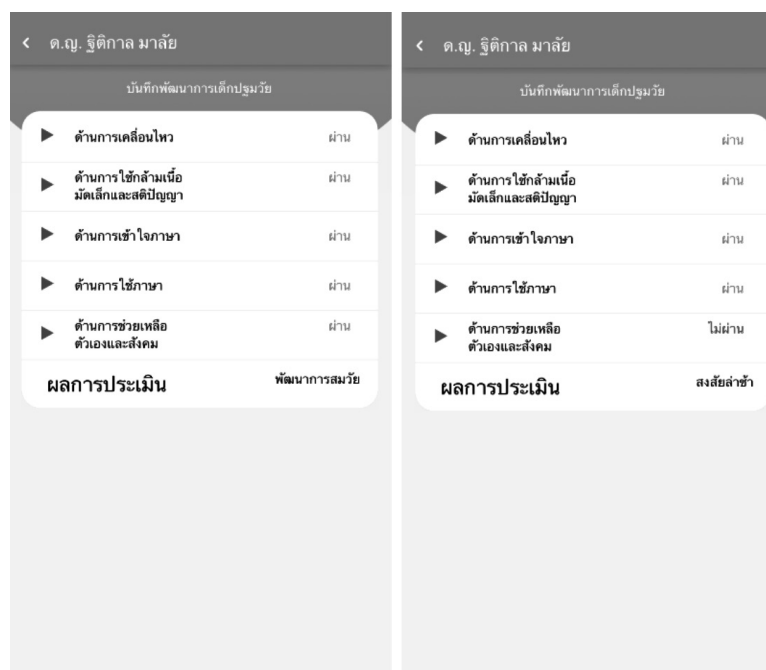 ด.ญ. ฐิติกาล มาลัย
บันทึกพัฒนาการเด็กปฐมวัย
ด้านการเคลื่อนไหว ผ่าน
ด้านการใช้กล้ามเนื้อ ผ่าน
มัดเล็กและสติปัญญา
ด้านการเข้าใจภาษา ผ่าน
ด้านการใช้ภาษา ผ่าน
ด้านการช่วยเหลือ ผ่าน
ตัวเองและสังคม
ผลการประเมิน พัฒนาการสมวัย
ด.ญ. ฐิติกาล มาลัย
บันทึกพัฒนาการเด็กปฐมวัย
ด้านการเคลื่อนไหว ผ่าน
ด้านการใช้กล้ามเนื้อ ผ่าน
มัดเล็กและสติปัญญา
ด้านการเข้าใจภาษา ผ่าน
ด้านการใช้ภาษา ผ่าน
ด้านการช่วยเหลือ ไม่ผ่าน
ตัวเองและสังคม
ผลการประเมิน สงสัยล่าช้า